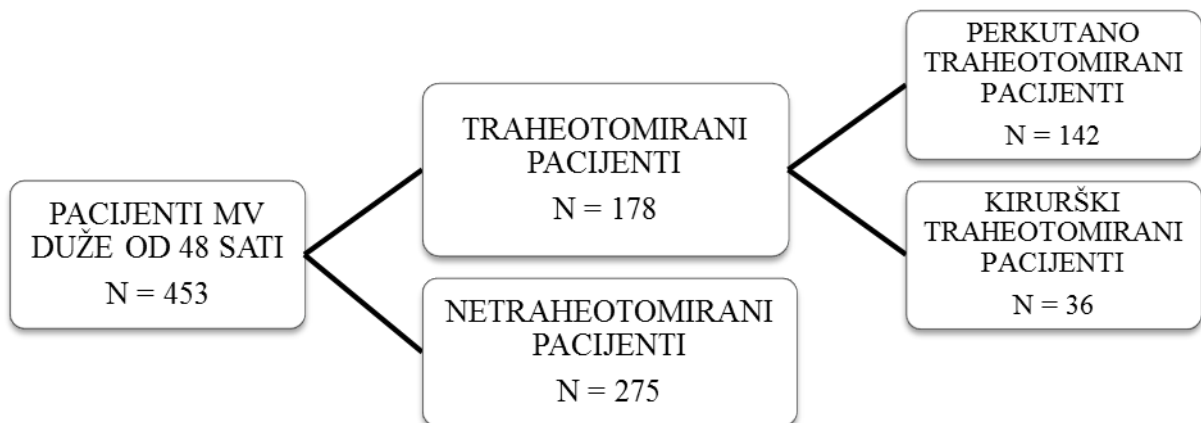 PACIJENTI MV
DUŽE OD 48 SATI
N = 453
TRAHEOTOMIRANI
PACIJENTI
N = 178
NETRAHEOTOMIRANI
PACIJENTI
N = 275
PERKUTANO
TRAHEOTOMIRANI
PACIJENTI
N = 142
KIRURŠKI
TRAHEOTOMIRANI
PACIJENTI
N = 36